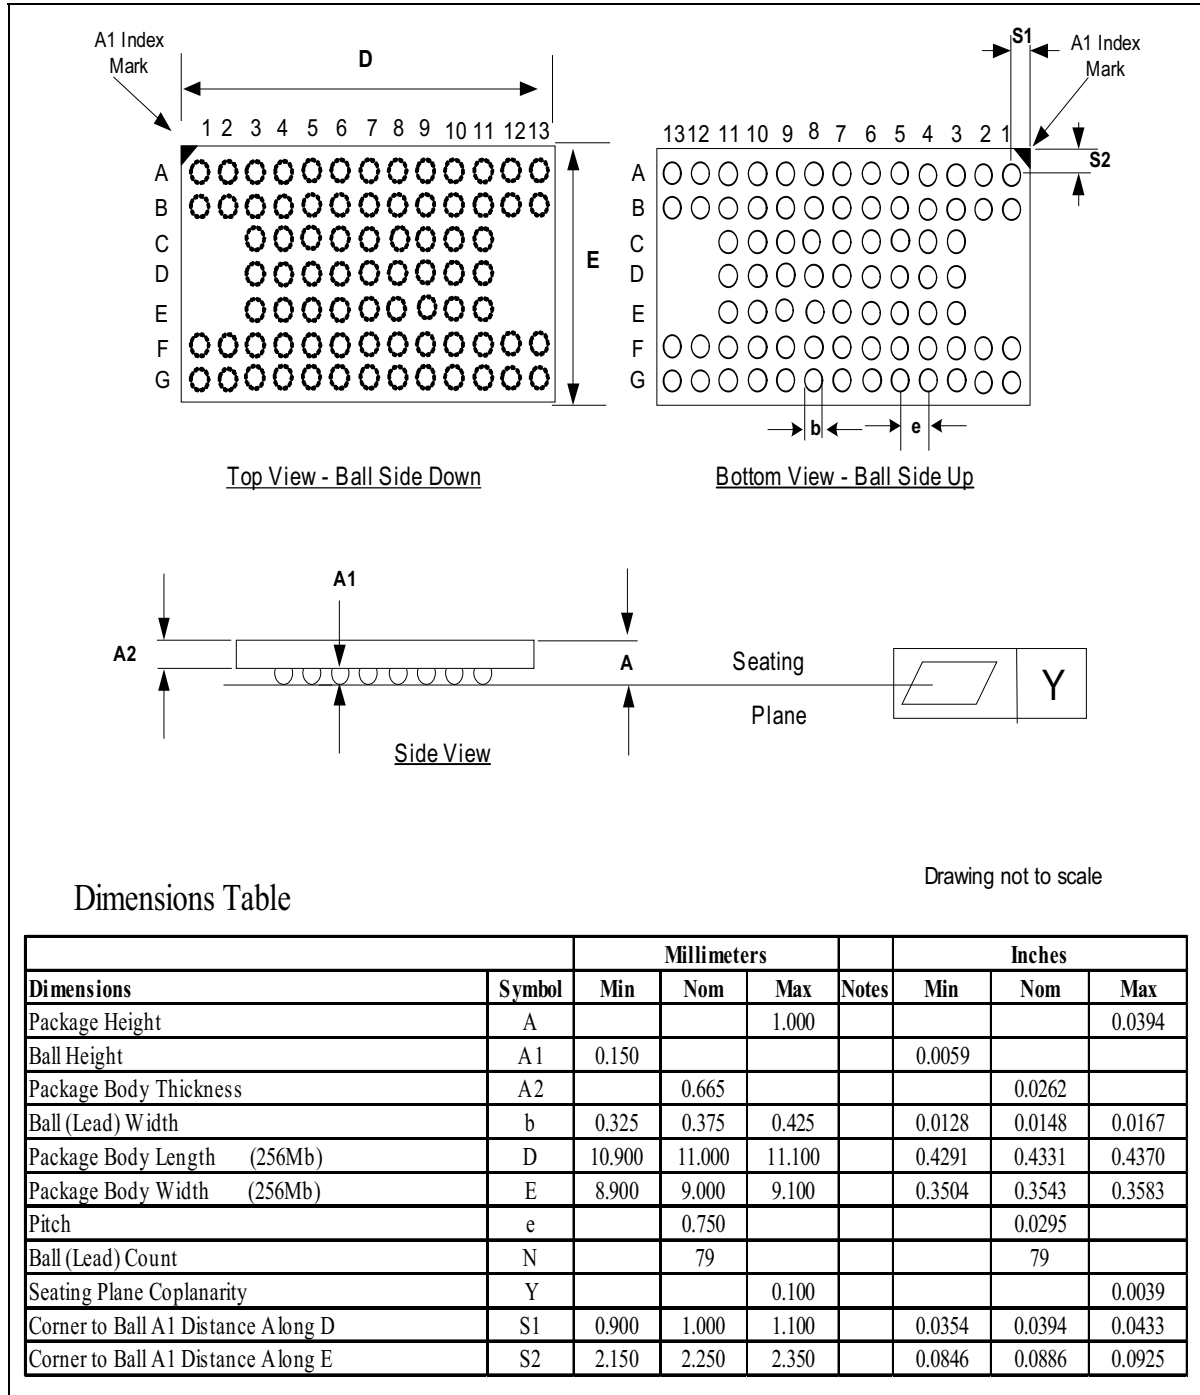 A1 Index
Mark
D
1 2 3 4 5 6 7 8 9 10 11 12 13
A
B
C
D
E
F
G
E
S1
A1 Index
Mark
13 12 11 10 9 8 7 6 5 4 3 2 1
S2
A
B
C
D
E
F
G
b
e
Top View - Ball Side Down
Bottom View - Ball Side Up
A1
A2
A
Seating
Plane
Y
Side View
Drawing not to scale
Dimensions Table
Millimeters Inches
Dimensions Symbol Min Nom Max Notes Min Nom Max
Package Height A 1.000 0.0394
Ball Height A1 0.150 0.0059
Package Body Thickness A2 0.665 0.0262
Ball (Lead) Width b 0.325 0.375 0.425 0.0128 0.0148 0.0167
Package Body Length (256Mb) D 10.900 11.000 11.100 0.4291 0.4331 0.4370
Package Body Width (256Mb) E 8.900 9.000 9.100 0.3504 0.3543 0.3583
Pitch e 0.750 0.0295
Ball (Lead) Count N 79 79
Seating Plane Coplanarity Y 0.100 0.0039
Corner to Ball A1 Distance Along D S1 0.900 1.000 1.100 0.0354 0.0394 0.0433
Corner to Ball A1 Distance Along E S2 2.150 2.250 2.350 0.0846 0.0886 0.0925